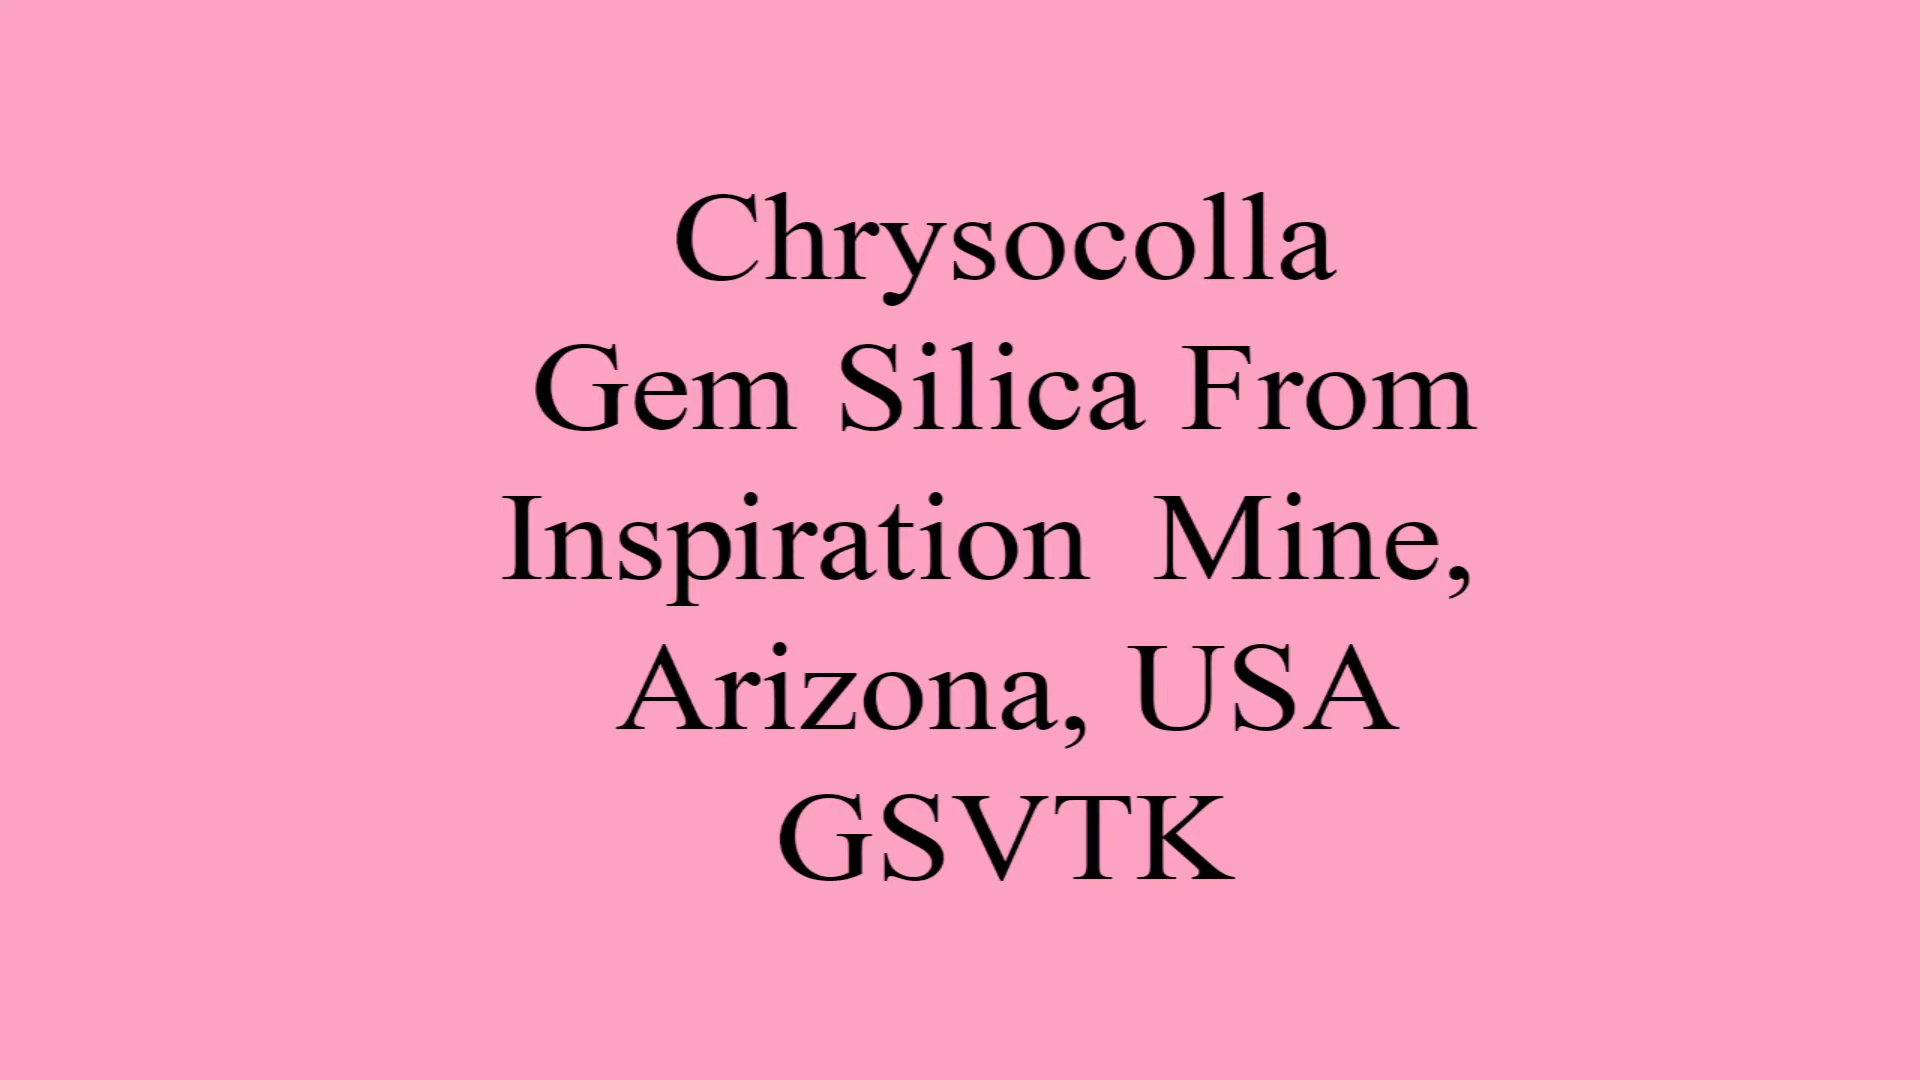 Chrysocolla
Gem Silica From
Inspiration  Mine,
Arizona, USA
GSVTK